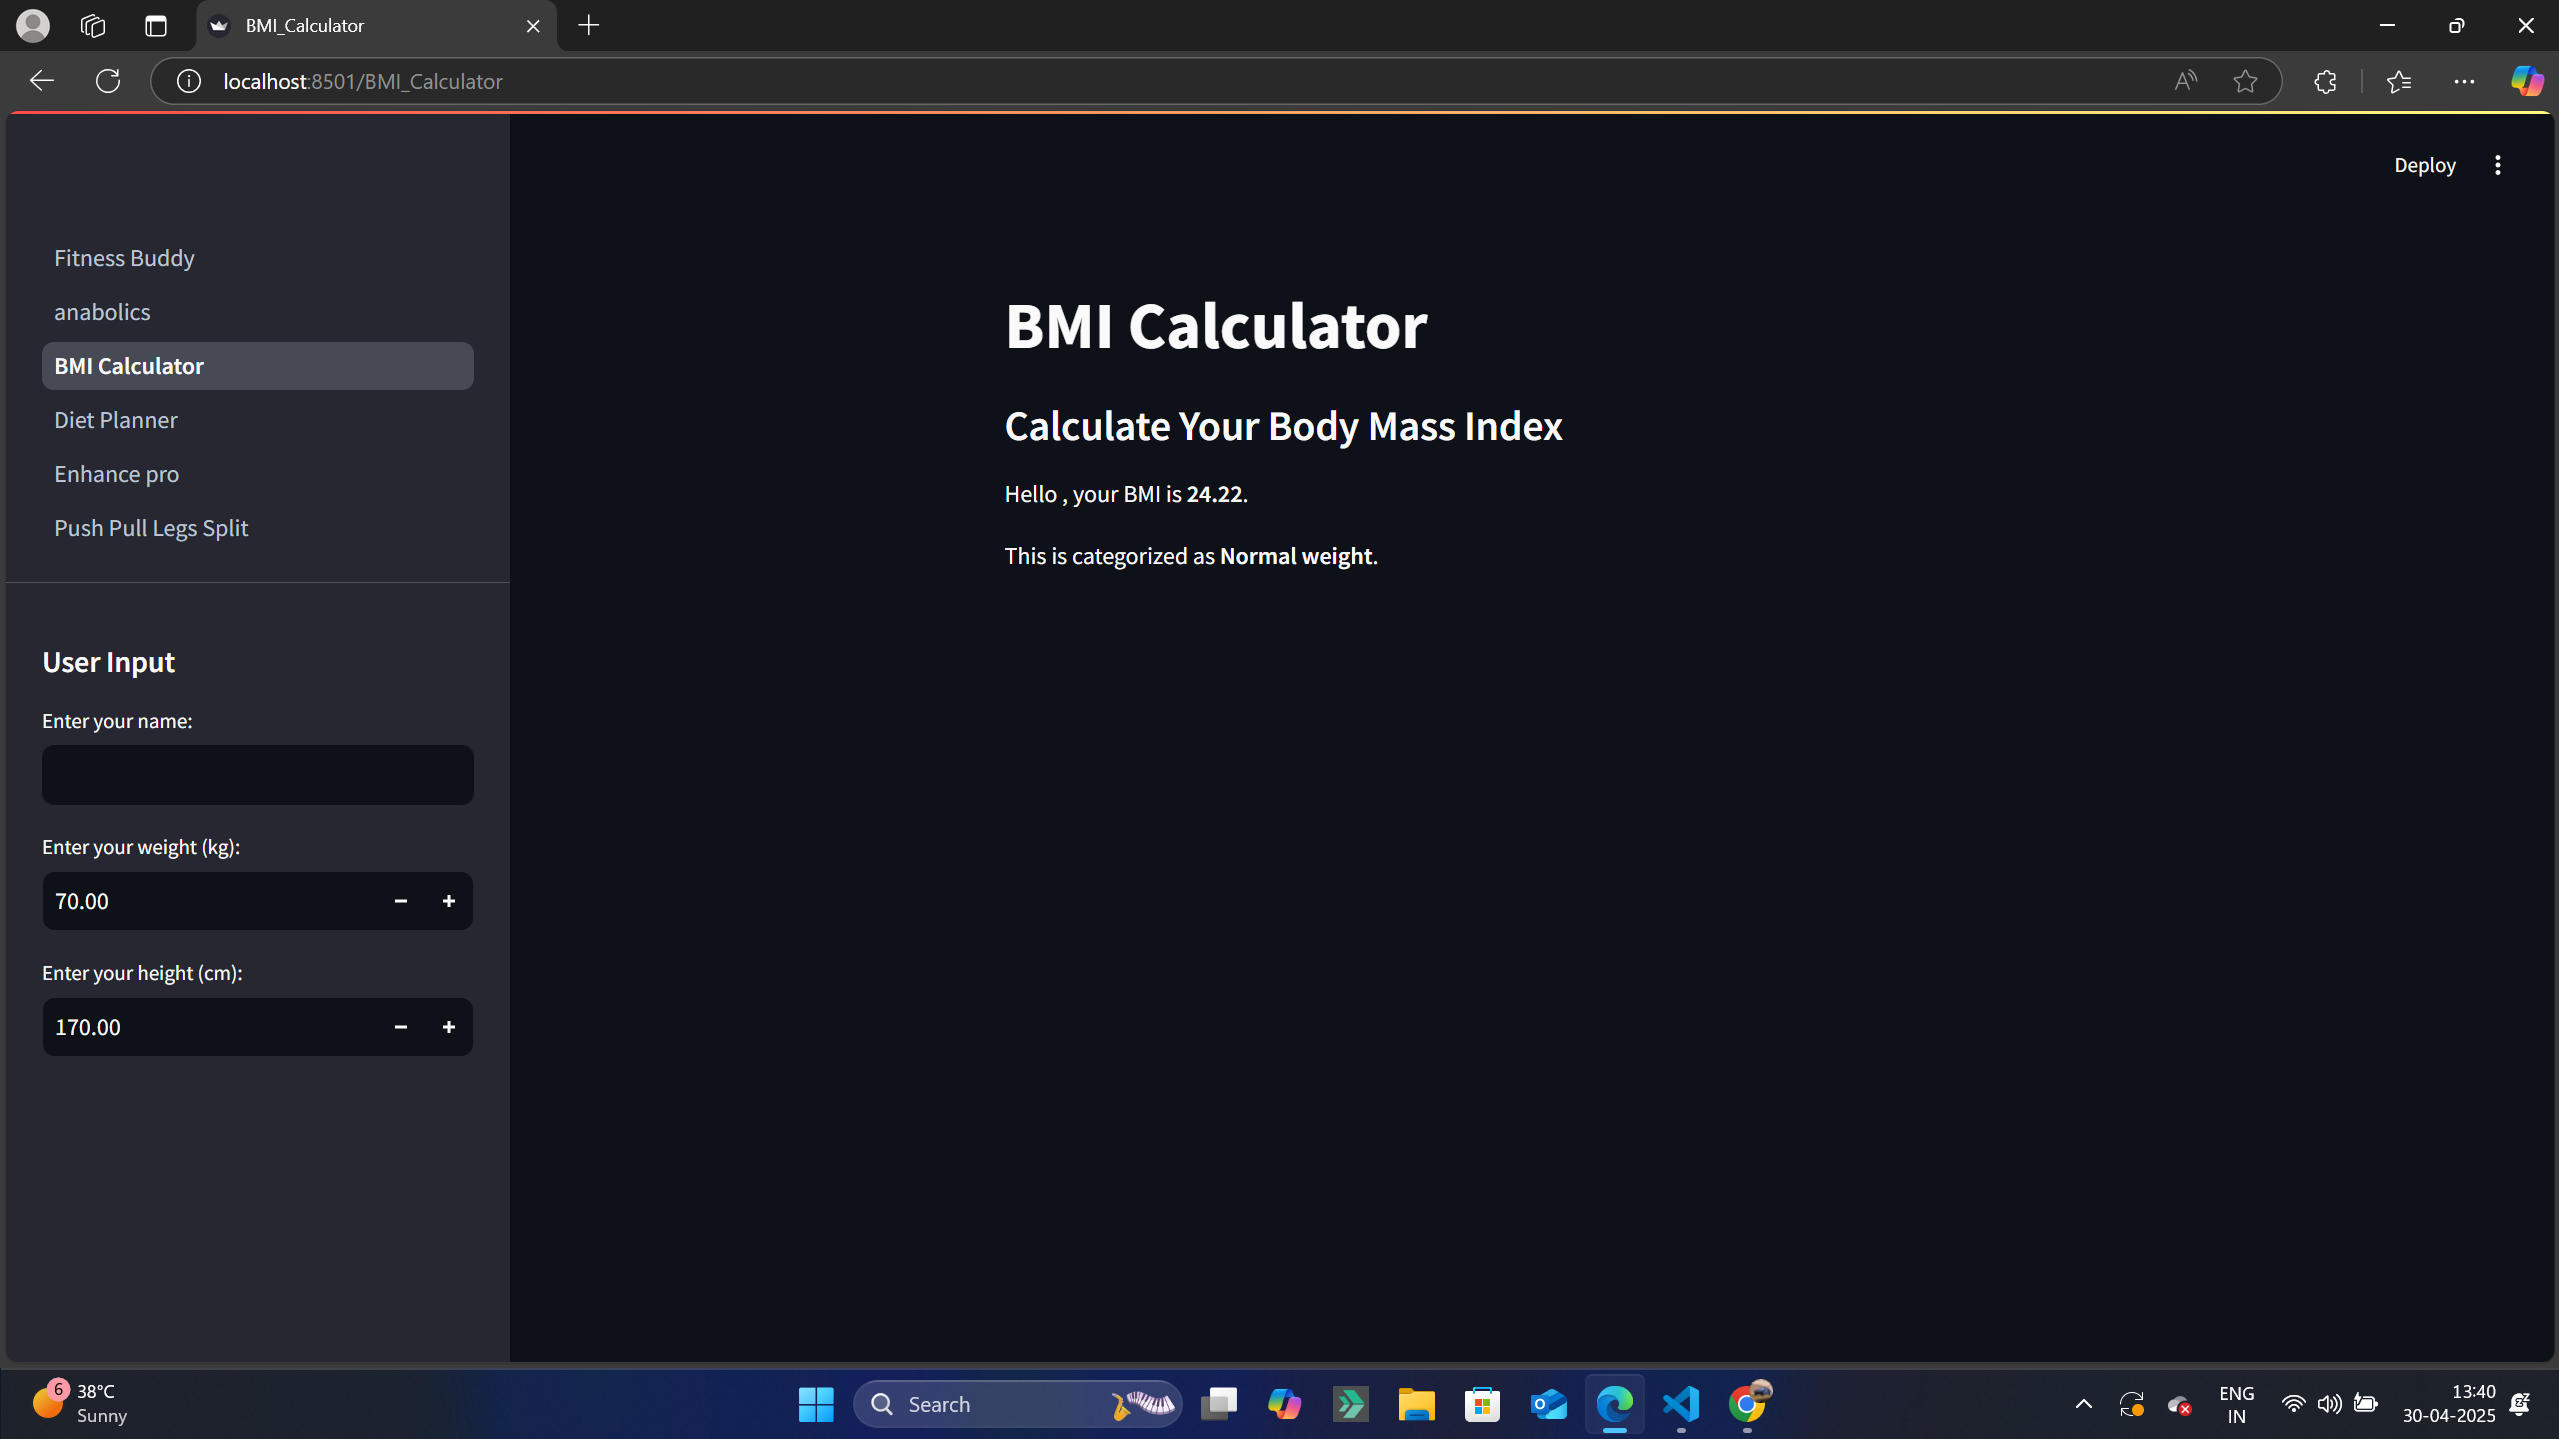 BMI_Calculator
localhost:8501/BMI_Calculator
Deploy
Fitness Buddy
anabolics
BMI Calculator
Diet Planner
Enhance pro
Push Pull Legs Split
User Input
Enter your name:
Enter your weight (kg):
70.00
Enter your height (cm):
170.00
BMI Calculator
Calculate Your Body Mass Index
Hello , your BMI is 24.22.
This is categorized as Normal weight.
6
38°C
Sunny
Search
ENG
IN
13:40
30-04-2025